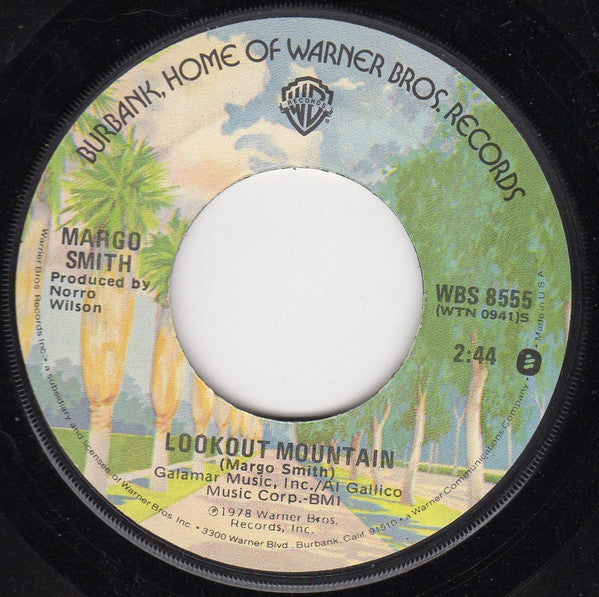 BURBANK, HOME OF WARNER BROS. RECORDS
W B
RECORDS
®
MARGO
SMITH
Produced by
Norro
Wilson
WBS 8555
(WTN 0941)S
2:44
LOOKOUT MOUNTAIN
(Margo Smith)
Galamar Music, Inc./Al Gallico
Music Corp.-BMI
©1978 Warner Bros.
Records, Inc.
Warner Bros. Records Inc. • a subsidiary and licensee of Warner Bros Inc. • 3300 Warner Blvd., Burbank, Calif. 91510 • a Warner Communications Company. • Made in U.S.A.